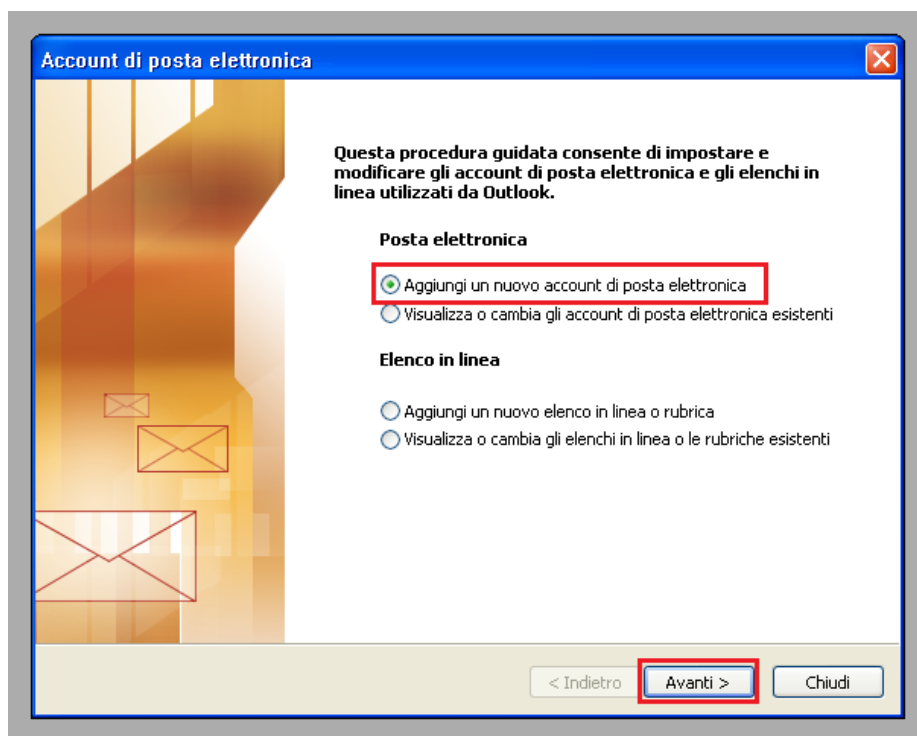 Account di posta elettronica
Questa procedura guidata consente di impostare e
modificare gli account di posta elettronica e gli elenchi in
linea utilizzati da Outlook.
Posta elettronica
Aggiungi un nuovo account di posta elettronica
Visualizza o cambia gli account di posta elettronica esistenti
Elenco in linea
Aggiungi un nuovo elenco in linea o rubrica
Visualizza o cambia gli elenchi in linea o le rubriche esistenti
< Indietro Avanti > Chiudi